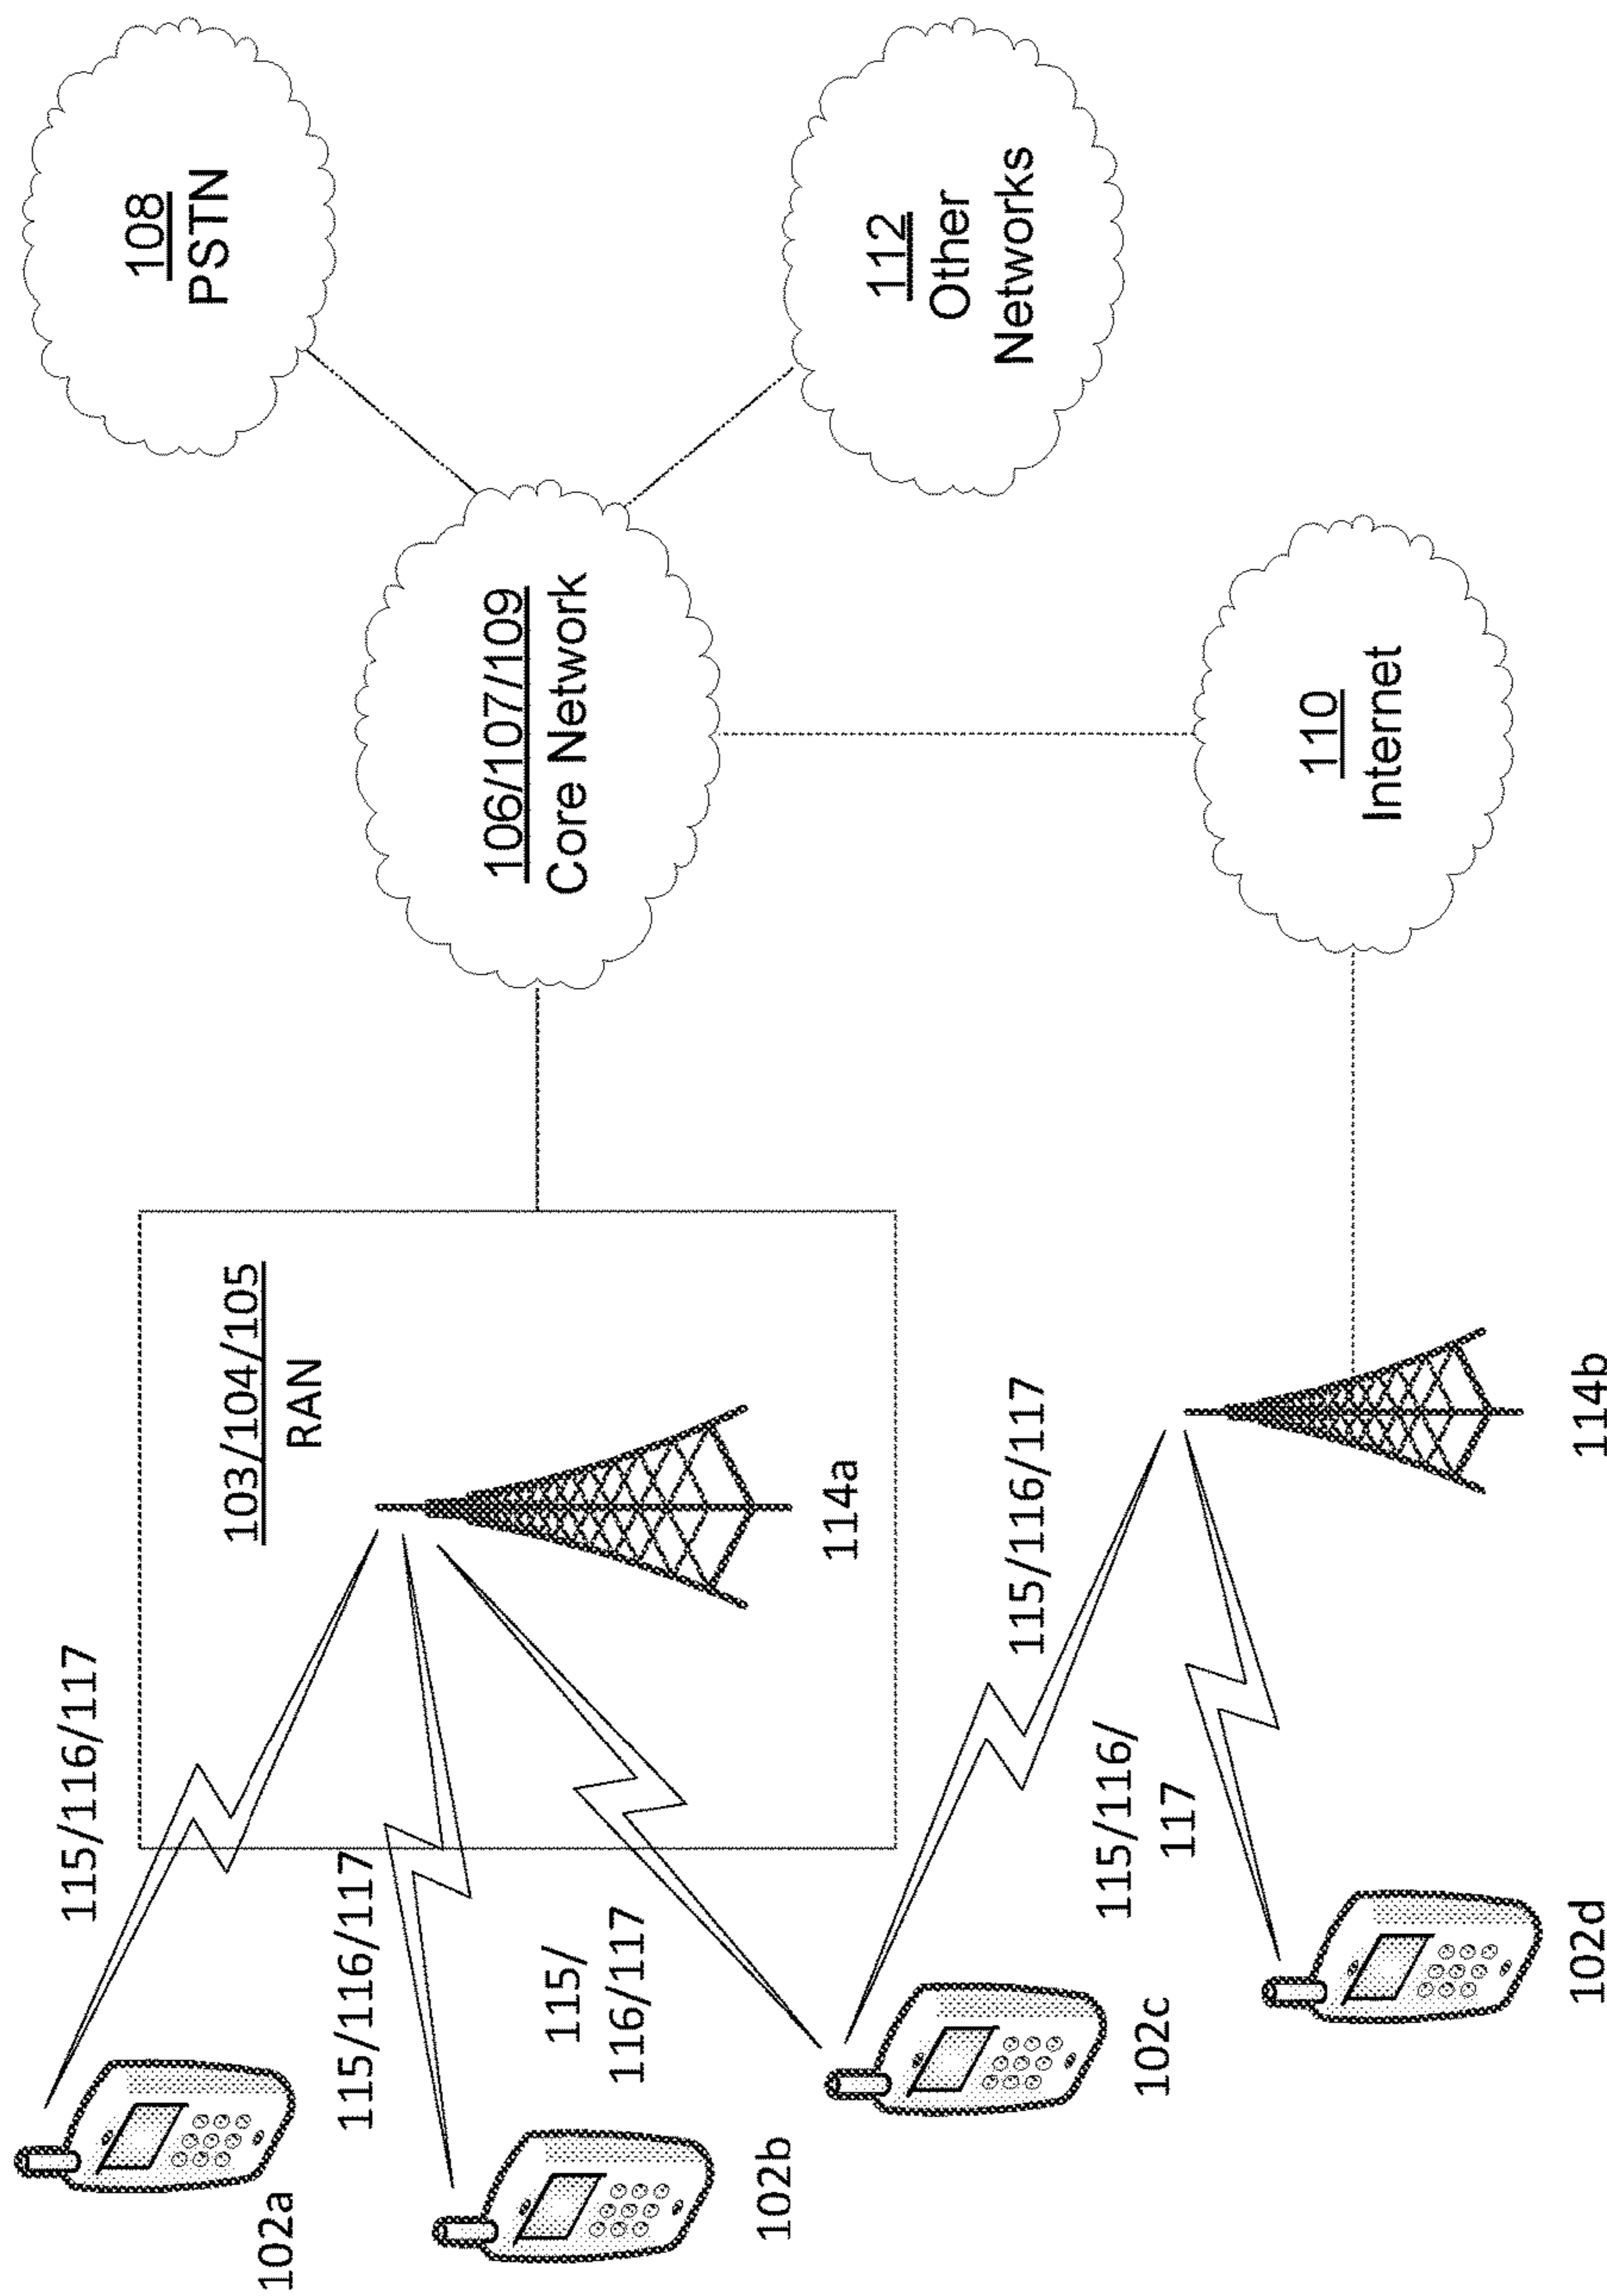 115/116/117
103/104/105
RAN
108
PSTN
102a
106/107/109
Core Network
115/116/117
114a
112
Other
Networks
115/
116/117
102b
115/116/117
102c
115/116/
117
110
Internet
102d
114b